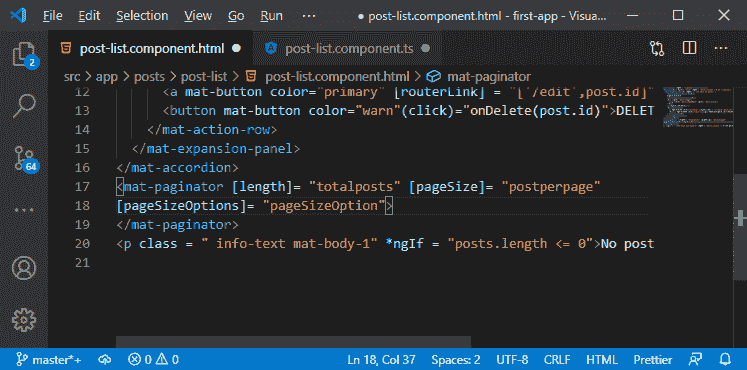 File Edit Selection View Go Run ... ● post-list.component.html - first-app - Visua...
post-list.component.html ● post-list.component.ts ●
src > app > posts > post-list > post-list.component.html > mat-paginator
12 <a mat-button color="primary" [routerLink] = "['/edit',post.id]"
13 <button mat-button color="warn"(click)="onDelete(post.id)">DELET
14 </mat-action-row>
15 </mat-expansion-panel>
16 </mat-accordion>
17 <mat-paginator [length]= "totalposts" [pageSize]= "postperpage"
18 [pageSizeOptions]= "pageSizeOption">
19 </mat-paginator>
20 <p class = " info-text mat-body-1" *ngIf = "posts.length <= 0">No post
21
2
64
master*+ 0 0 Ln 18, Col 37 Spaces: 2 UTF-8 CRLF HTML Prettier